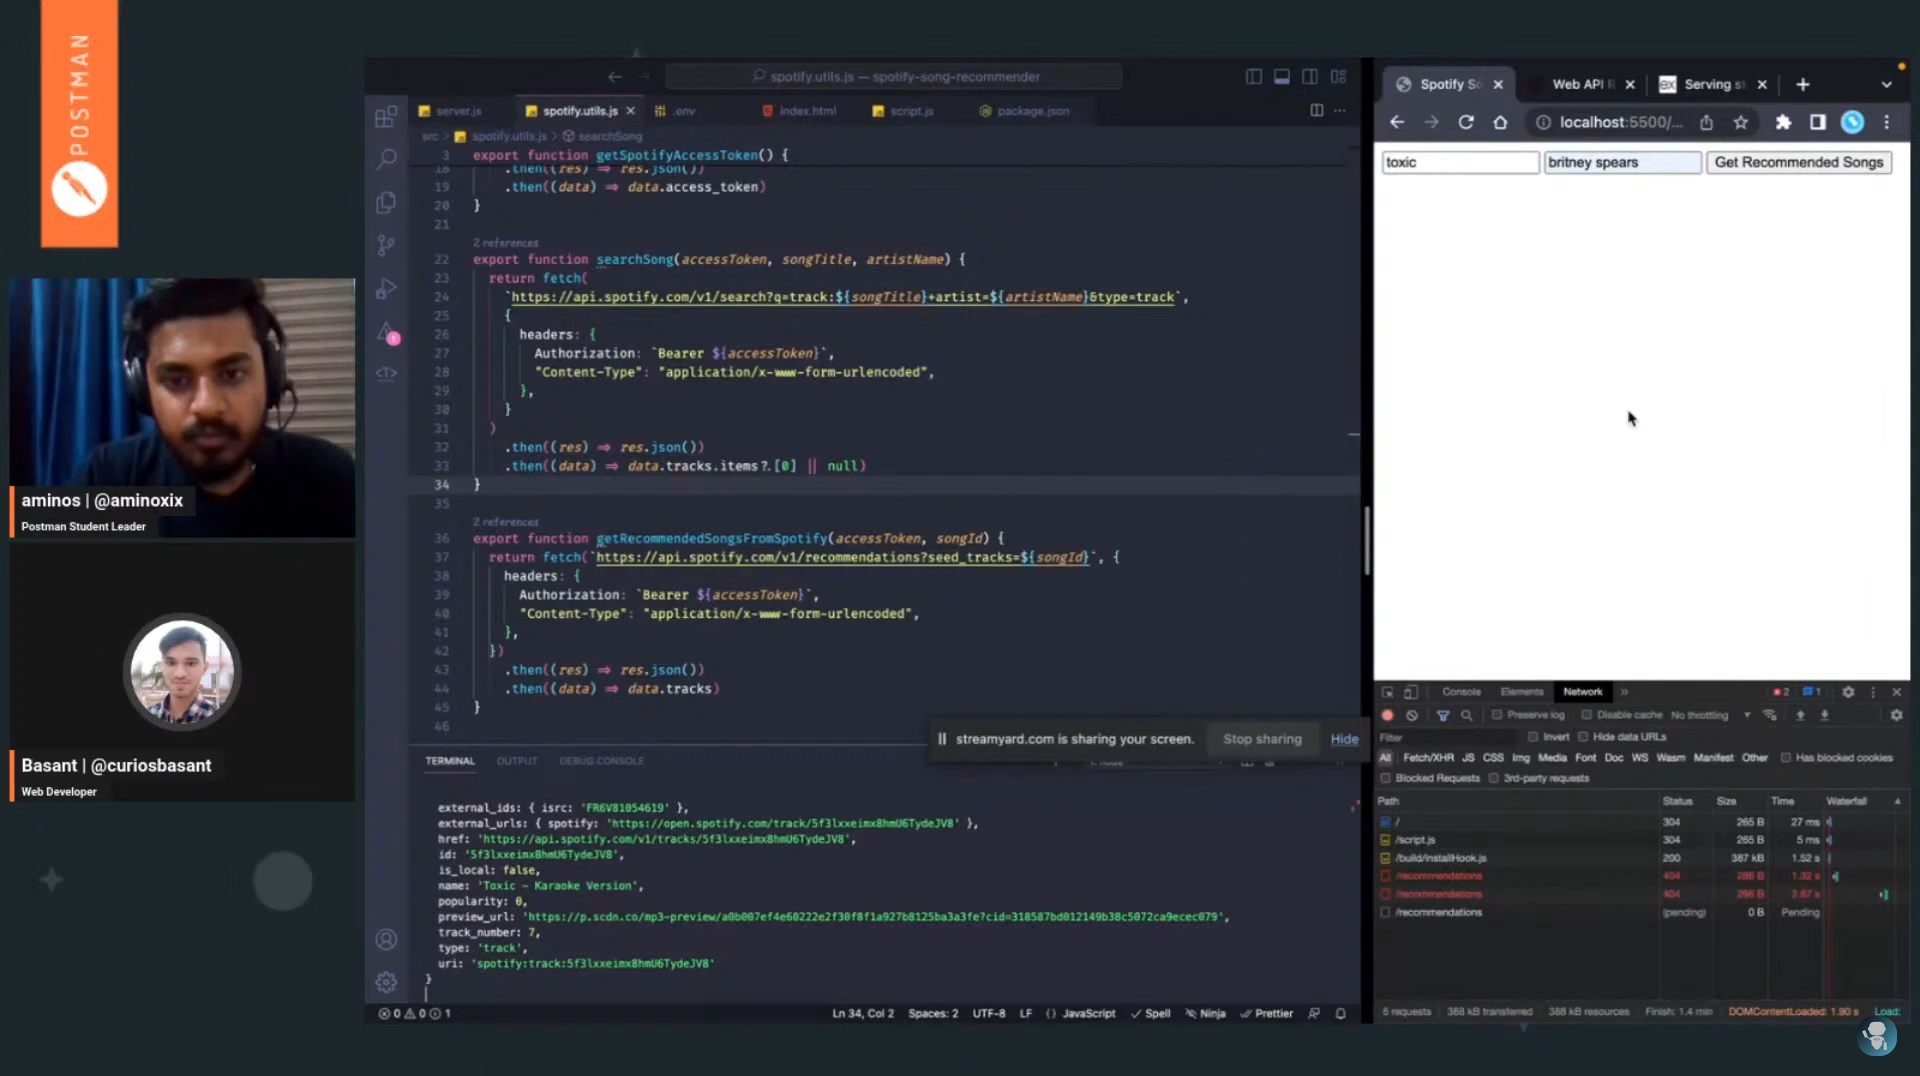 POSTMAN
aminos | @aminoxix
Postman Student Leader
Basant | @curiosbasant
Web Developer
spotify.utils.js — spotify-song-recommender
server.js
spotify.utils.js
.env
index.html
script.js
package.json
src > spotify.utils.js > searchSong
3 export function getSpotifyAccessToken() {
18 .then((res) ⇒ res.json())
19 .then((data) ⇒ data.access_token)
20 }
21
2 references
22 export function searchSong(accessToken, songTitle, artistName) {
23 return fetch(
24 `https://api.spotify.com/v1/search?q=track:${songTitle}+artist=${artistName}&type=track`,
25 {
26 headers: {
27 Authorization: `Bearer ${accessToken}`,
28 "Content-Type": "application/x-www-form-urlencoded",
29 },
30 }
31 )
32 .then((res) ⇒ res.json())
33 .then((data) ⇒ data.tracks.items?.[0] || null)
34 }
35
2 references
36 export function getRecommendedSongsFromSpotify(accessToken, songId) {
37 return fetch(`https://api.spotify.com/v1/recommendations?seed_tracks=${songId}`, {
38 headers: {
39 Authorization: `Bearer ${accessToken}`,
40 "Content-Type": "application/x-www-form-urlencoded",
41 },
42 })
43 .then((res) ⇒ res.json())
44 .then((data) ⇒ data.tracks)
45 }
46
streamyard.com is sharing your screen.
Stop sharing
Hide
TERMINAL
OUTPUT
DEBUG CONSOLE
external_ids: { isrc: 'FR6V81054619' },
external_urls: { spotify: 'https://open.spotify.com/track/5f3lxxeimx8hmU6TydeJV8' },
href: 'https://api.spotify.com/v1/tracks/5f3lxxeimx8hmU6TydeJV8',
id: '5f3lxxeimx8hmU6TydeJV8',
is_local: false,
name: 'Toxic - Karaoke Version',
popularity: 0,
preview_url: 'https://p.scdn.co/mp3-preview/a0b007ef4e60222e2f30f8f1a927b8125ba3a3fe?cid=318587bd012149b38c5072ca9ecec079',
track_number: 7,
type: 'track',
uri: 'spotify:track:5f3lxxeimx8hmU6TydeJV8'
}
0 0 1
Ln 34, Col 2
Spaces: 2
UTF-8
LF
{} JavaScript
Spell
Ninja
Prettier
Spotify So
Web API R
ex
Serving st
localhost:5500/...
toxic
britney spears
Get Recommended Songs
Console
Elements
Network
2
1
Preserve log
Disable cache
No throttling
Filter
Invert
Hide data URLs
All
Fetch/XHR
JS
CSS
Img
Media
Font
Doc
WS
Wasm
Manifest
Other
Has blocked cookies
Blocked Requests
3rd-party requests
Path Status Size Time Waterfall
/ 304 265 B 27 ms
/script.js 304 265 B 5 ms
/build/installHook.js 200 387 kB 1.52 s
/recommendations 404 286 B 1.32 s
/recommendations 404 286 B 2.87 s
/recommendations (pending) 0 B Pending
388 kB transferred
388 kB resources
Finish: 1.4 min
DOMContentLoaded: 1.90 s
Load: